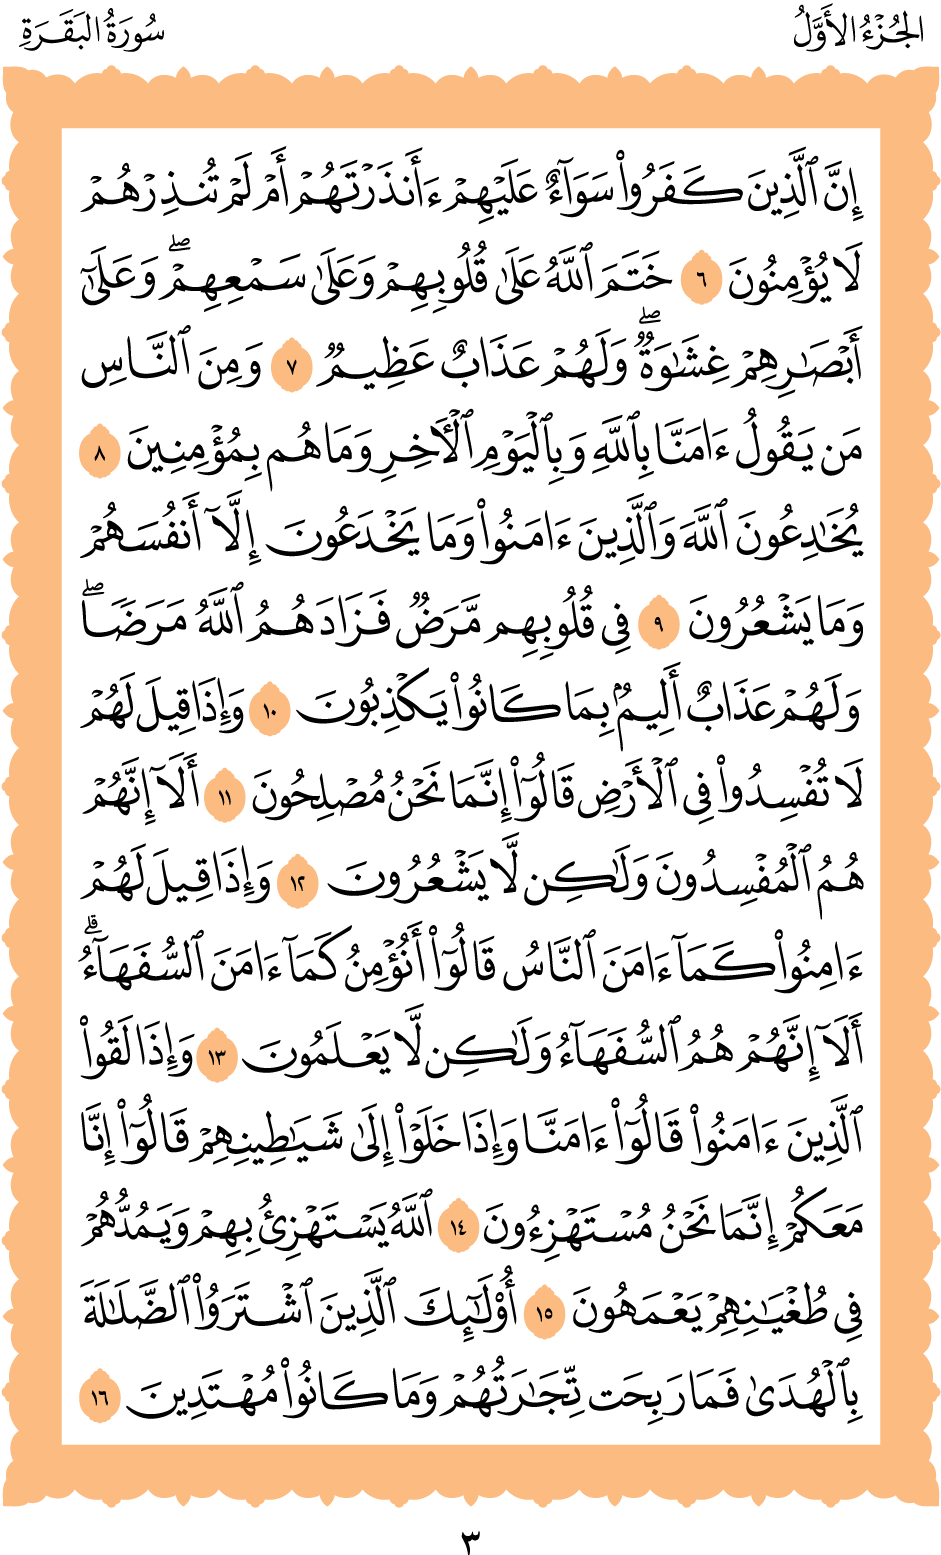 الجُزْءُ الأَوَّلُ
سُورَةُ البَقَرَةِ
إِنَّ ٱلَّذِينَ كَفَرُوا۟ سَوَآءٌ عَلَيْهِمْ ءَأَنذَرْتَهُمْ أَمْ لَمْ تُنذِرْهُمْ
لَا يُؤْمِنُونَ ٦ خَتَمَ ٱللَّهُ عَلَىٰ قُلُوبِهِمْ وَعَلَىٰ سَمْعِهِمْ ۖ وَعَلَىٰٓ
أَبْصَـٰرِهِمْ غِشَـٰوَةٌ ۖ وَلَهُمْ عَذَابٌ عَظِيمٌ ٧ وَمِنَ ٱلنَّاسِ
مَن يَقُولُ ءَامَنَّا بِٱللَّهِ وَبِٱلْيَوْمِ ٱلْـَٔاخِرِ وَمَا هُم بِمُؤْمِنِينَ ٨
يُخَـٰدِعُونَ ٱللَّهَ وَٱلَّذِينَ ءَامَنُوا۟ وَمَا يَخْدَعُونَ إِلَّآ أَنفُسَهُمْ
وَمَا يَشْعُرُونَ ٩ فِى قُلُوبِهِم مَّرَضٌ فَزَادَهُمُ ٱللَّهُ مَرَضًا ۖ
وَلَهُمْ عَذَابٌ أَلِيمٌۢ بِمَا كَانُوا۟ يَكْذِبُونَ ١٠ وَإِذَا قِيلَ لَهُمْ
لَا تُفْسِدُوا۟ فِى ٱلْأَرْضِ قَالُوٓا۟ إِنَّمَا نَحْنُ مُصْلِحُونَ ١١ أَلَآ إِنَّهُمْ
هُمُ ٱلْمُفْسِدُونَ وَلَـٰكِن لَّا يَشْعُرُونَ ١٢ وَإِذَا قِيلَ لَهُمْ
ءَامِنُوا۟ كَمَآ ءَامَنَ ٱلنَّاسُ قَالُوٓا۟ أَنُؤْمِنُ كَمَآ ءَامَنَ ٱلسُّفَهَآءُ ۗ
أَلَآ إِنَّهُمْ هُمُ ٱلسُّفَهَآءُ وَلَـٰكِن لَّا يَعْلَمُونَ ١٣ وَإِذَا لَقُوا۟
ٱلَّذِينَ ءَامَنُوا۟ قَالُوٓا۟ ءَامَنَّا وَإِذَا خَلَوْا۟ إِلَىٰ شَيَـٰطِينِهِمْ قَالُوٓا۟ إِنَّا
مَعَكُمْ إِنَّمَا نَحْنُ مُسْتَهْزِءُونَ ١٤ ٱللَّهُ يَسْتَهْزِئُ بِهِمْ وَيَمُدُّهُمْ
فِى طُغْيَـٰنِهِمْ يَعْمَهُونَ ١٥ أُو۟لَـٰٓئِكَ ٱلَّذِينَ ٱشْتَرَوُا۟ ٱلضَّلَـٰلَةَ
بِٱلْهُدَىٰ فَمَا رَبِحَت تِّجَـٰرَتُهُمْ وَمَا كَانُوا۟ مُهْتَدِينَ ١٦
٣